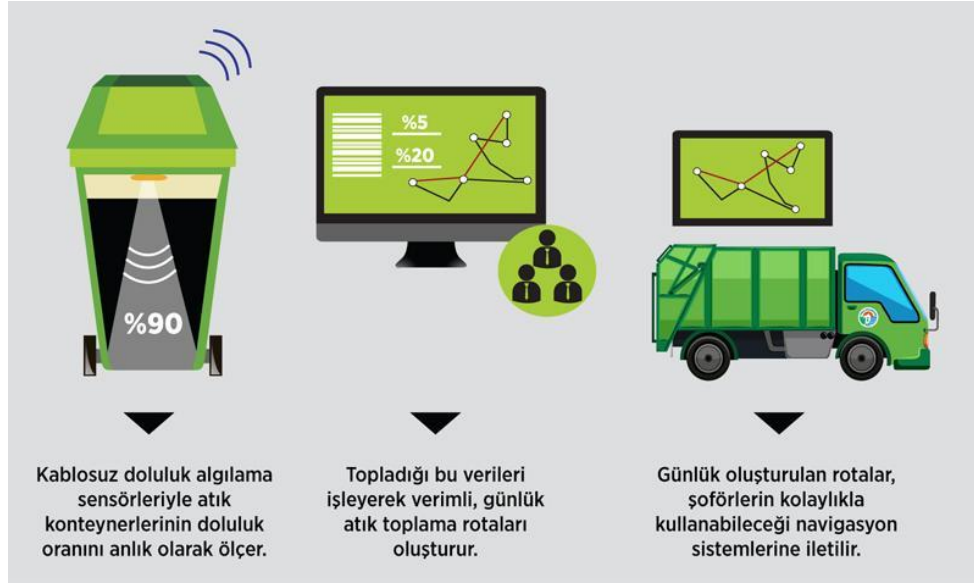 %90
%5
%20
Kablosuz doluluk algılama
sensörleriyle atık
konteynerlerinin doluluk
oranını anlık olarak ölçer.
Topladığı bu verileri
işleyerek verimli, günlük
atık toplama rotaları
oluşturur.
Günlük oluşturulan rotalar,
şoförlerin kolaylıkla
kullanabileceği navigasyon
sistemlerine iletilir.